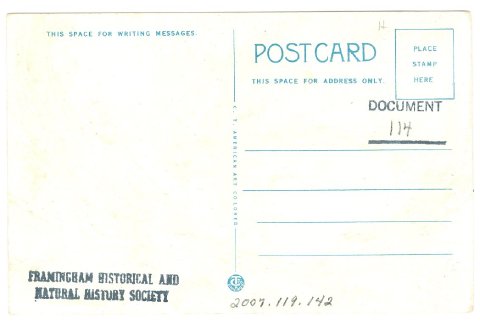 THIS SPACE FOR WRITING MESSAGES.
POSTCARD
THIS SPACE FOR ADDRESS ONLY.
PLACE
STAMP
HERE
DOCUMENT
114
C. T. AMERICAN ART COLORED
FRAMINGHAM HISTORICAL AND
NATURAL HISTORY SOCIETY
2007.119.142